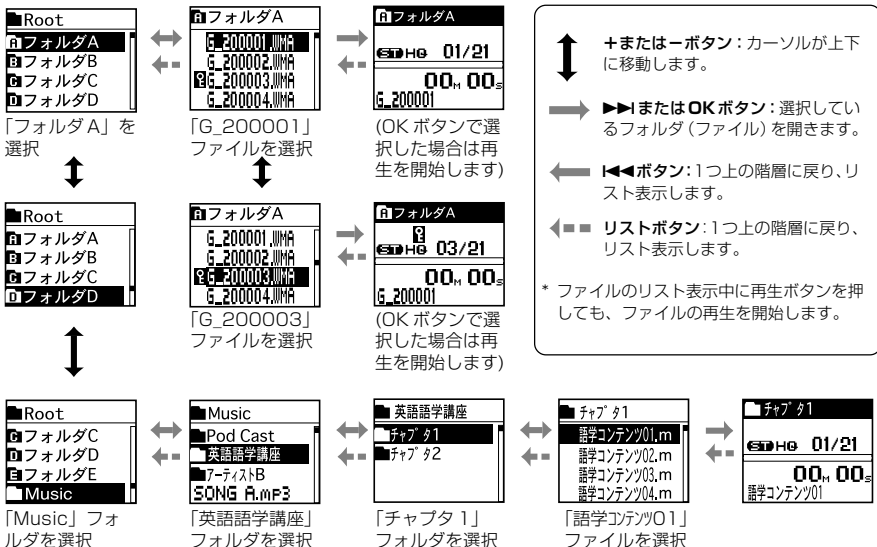 Root
AフォルダA
BフォルダB
CフォルダC
DフォルダD
「フォルダA」を
選択
AフォルダA
G_200001.WMA
G_200002.WMA
G_200003.WMA
G_200004.WMA
「G_200001」
ファイルを選択
AフォルダA
ST HQ 01/21
00M 00s
G_200001
(OKボタンで選
択した場合は再
生を開始します)
Root
AフォルダA
BフォルダB
CフォルダC
DフォルダD
AフォルダA
G_200001.WMA
G_200002.WMA
G_200003.WMA
G_200004.WMA
「G_200003」
ファイルを選択
AフォルダA
ST HQ 03/21
00M 00s
G_200001
(OKボタンで選
択した場合は再
生を開始します)
Root
CフォルダC
DフォルダD
EフォルダE
Music
「Music」フォ
ルダを選択
Music
Pod Cast
英語語学講座
アーティストB
SONG A.mp3
「英語語学講座」
フォルダを選択
英語語学講座
チャプタ1
チャプタ2
「チャプタ1」
フォルダを選択
チャプタ1
語学コンテンツ01.m
語学コンテンツ02.m
語学コンテンツ03.m
語学コンテンツ04.m
「語学コンテンツ01」
ファイルを選択
チャプタ1
ST HQ 01/21
00M 00s
語学コンテンツ01
+または-ボタン:カーソルが上下
に移動します。
▶▶IまたはOKボタン:選択してい
るフォルダ(ファイル)を開きます。
I◀◀ボタン:1つ上の階層に戻り、リ
スト表示します。
リストボタン:1つ上の階層に戻り、
リスト表示します。
* ファイルのリスト表示中に再生ボタンを押
しても、ファイルの再生を開始します。